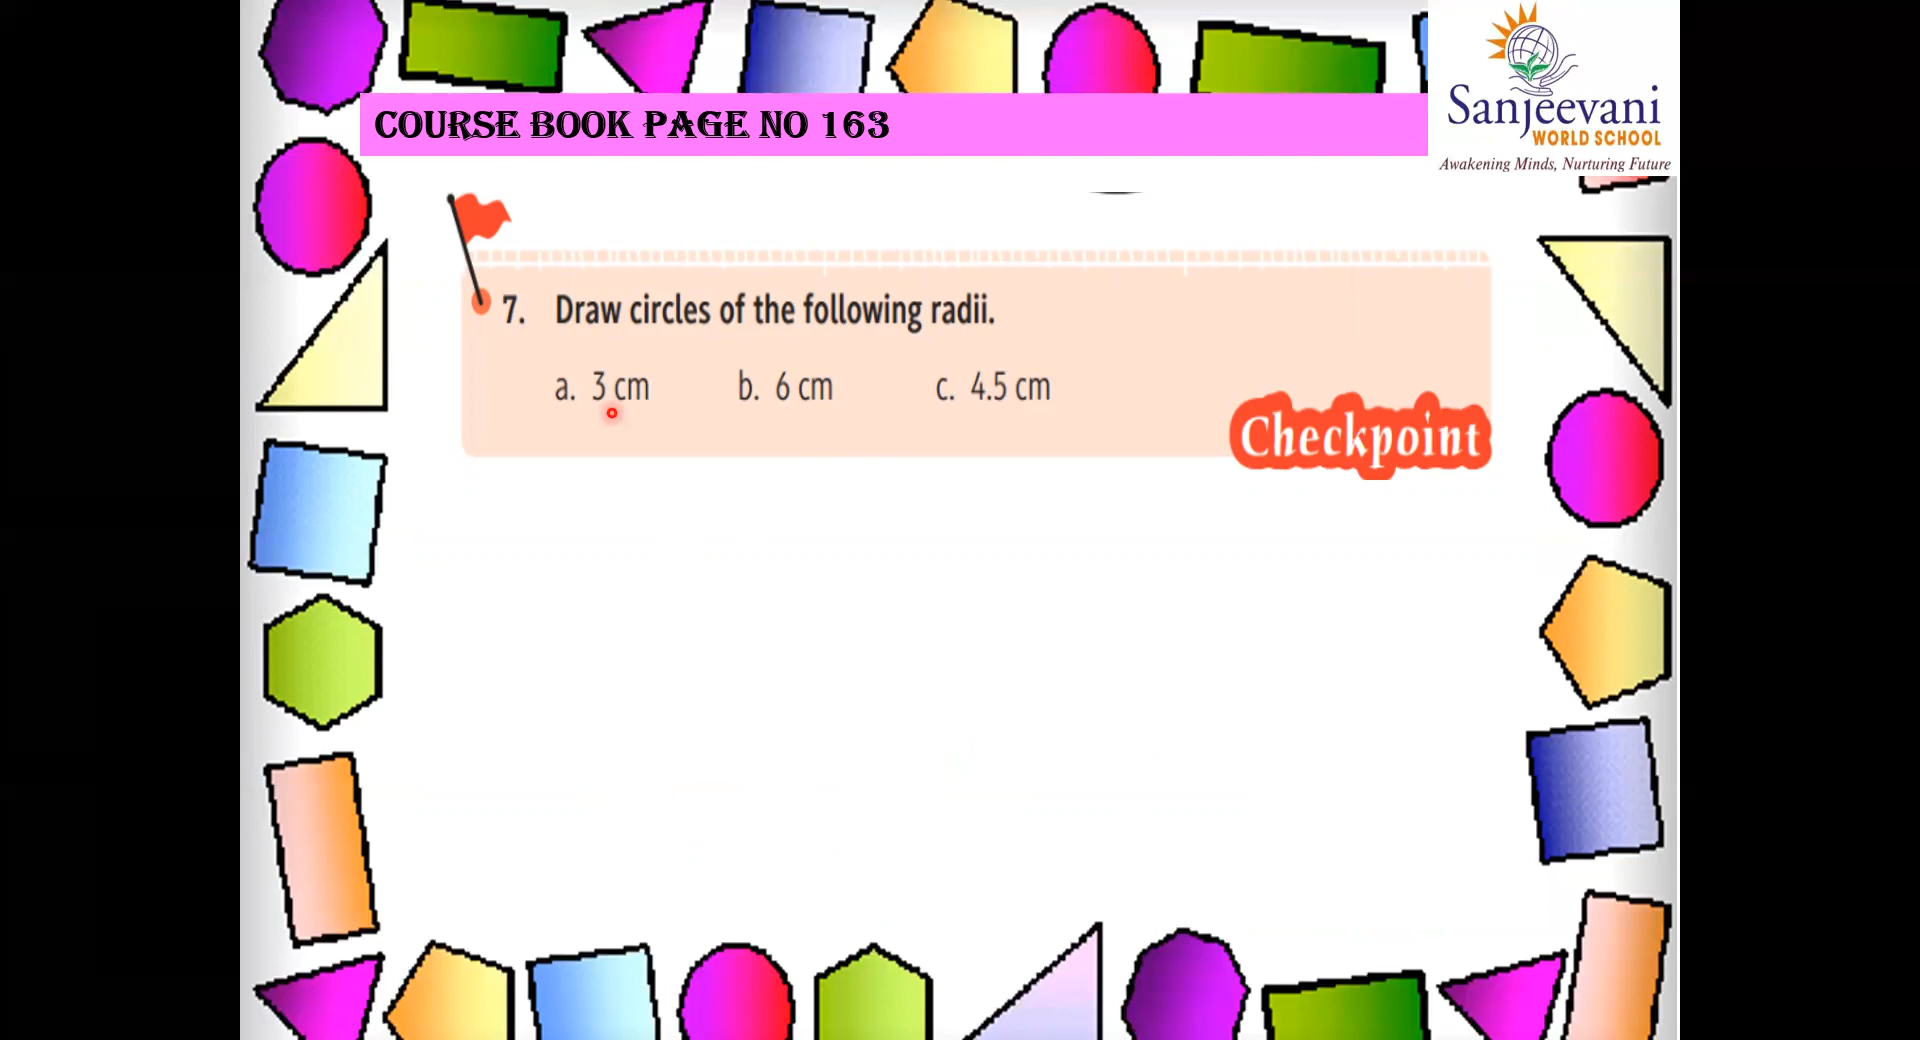 Sanjeevani
WORLD SCHOOL
Awakening Minds, Nurturing Future
COURSE BOOK PAGE NO 163
7. Draw circles of the following radii.
a. 3 cm b. 6 cm c. 4.5 cm
Checkpoint